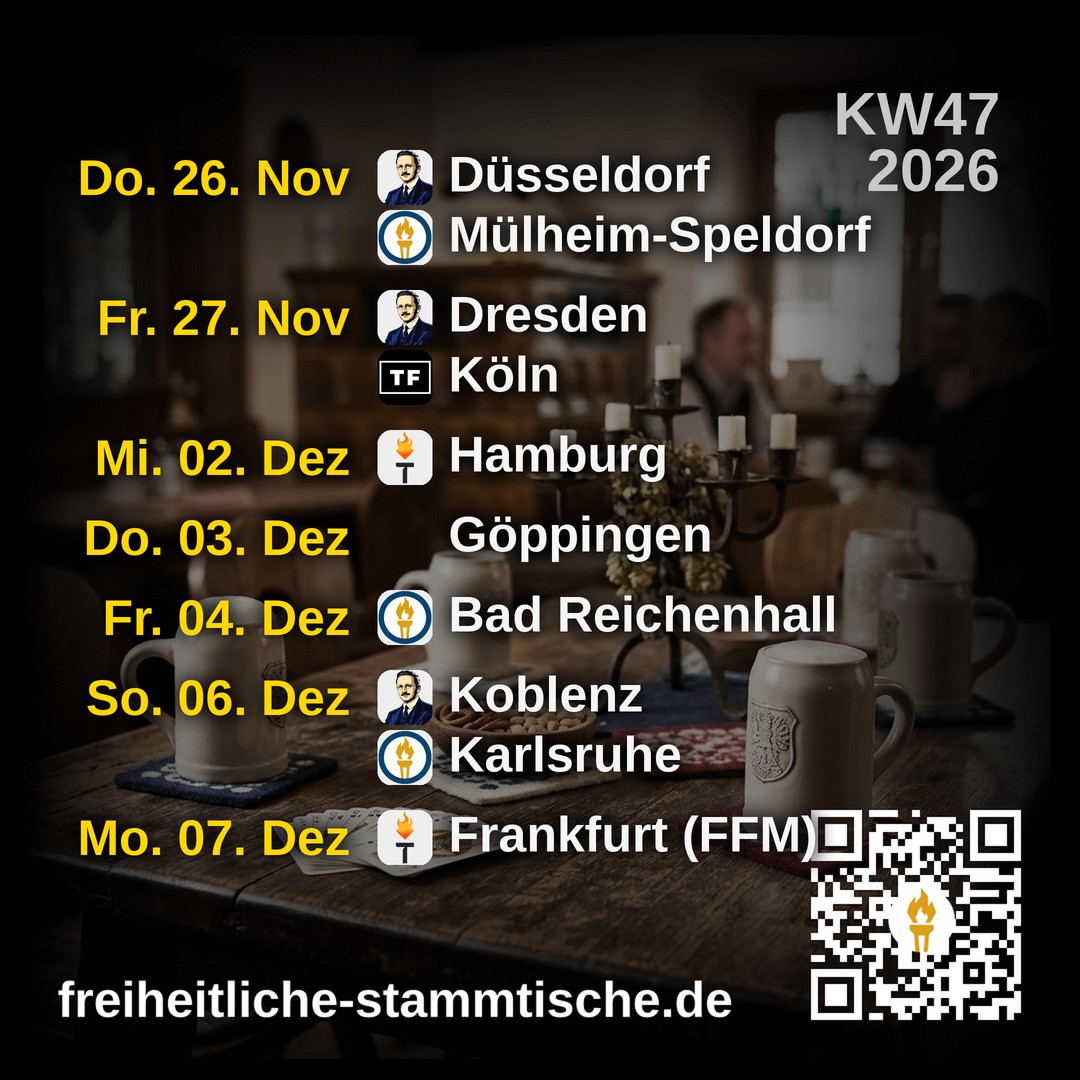 KW47
2026
Do. 26. Nov Düsseldorf
Mülheim-Speldorf
Fr. 27. Nov Dresden
TF Köln
Mi. 02. Dez T Hamburg
Do. 03. Dez Göppingen
Fr. 04. Dez Bad Reichenhall
So. 06. Dez Koblenz
Karlsruhe
Mo. 07. Dez T Frankfurt (FFM)
freiheitliche-stammtische.de